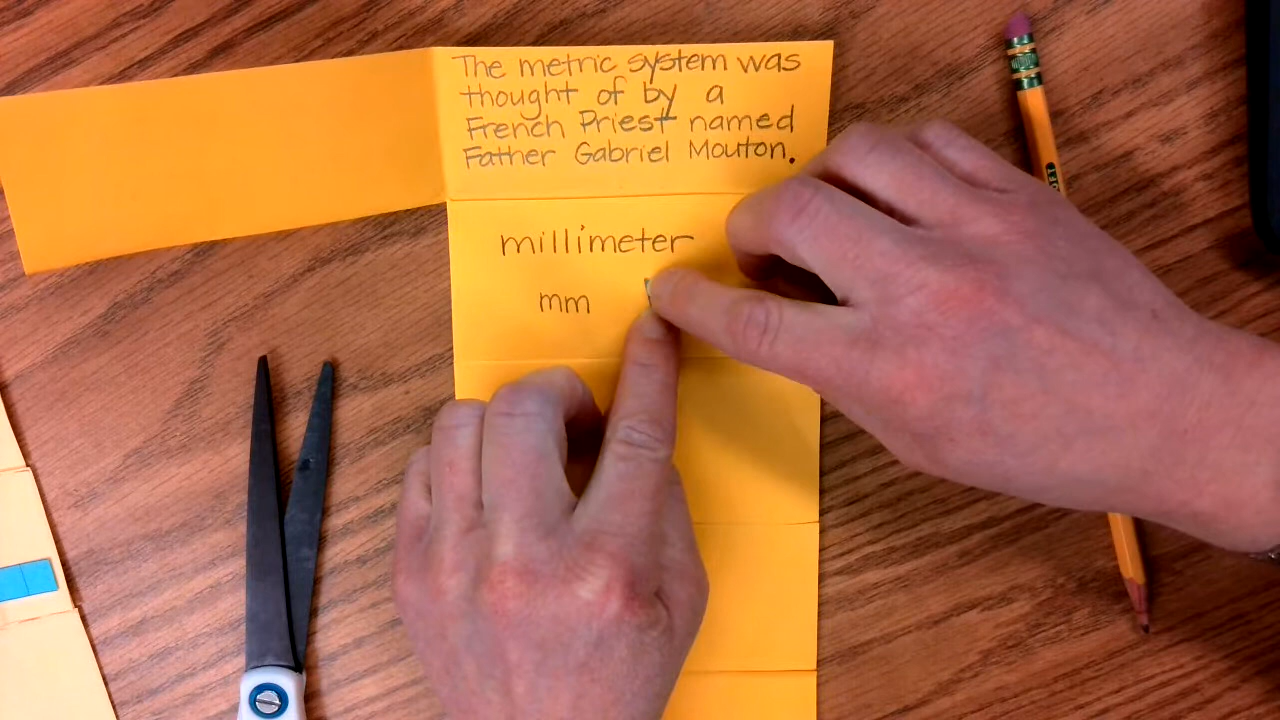 The metric system was
thought of by a
French Priest named
Father Gabriel Mouton.
millimeter
mm